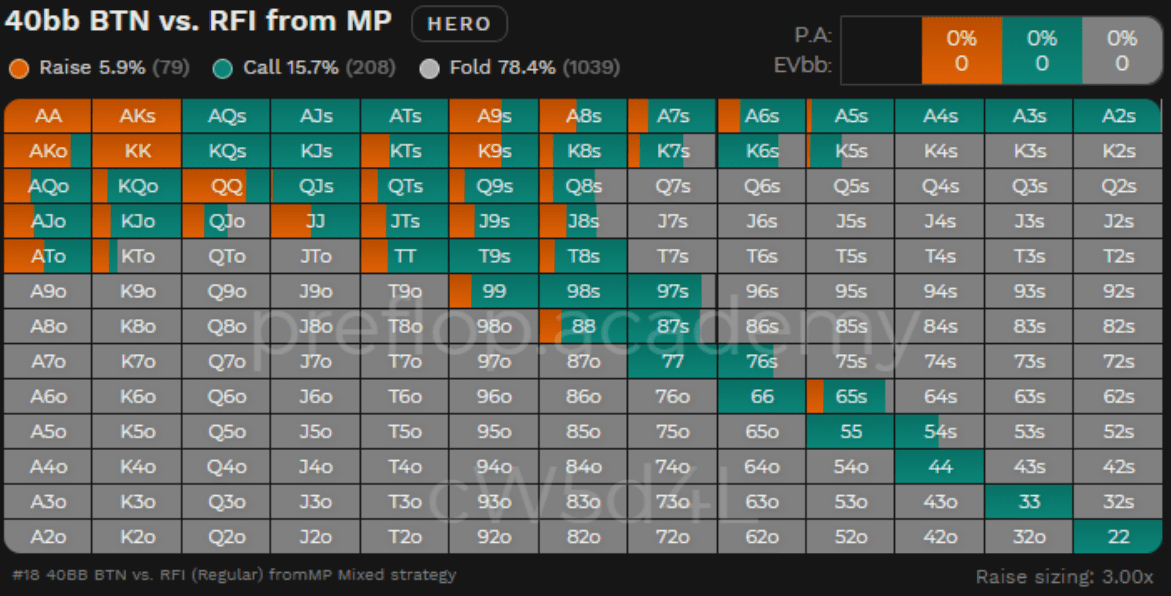 40bb BTN vs. RFI from MP HERO
P.A: 0% 0% 0%
EVbb: 0 0 0
Raise 5.9% (79) Call 15.7% (208) Fold 78.4% (1039)
AA AKs AQs AJs ATs A9s A8s A7s A6s A5s A4s A3s A2s
AKo KK KQs KJs KTs K9s K8s K7s K6s K5s K4s K3s K2s
AQo KQo QQ QJs QTs Q9s Q8s Q7s Q6s Q5s Q4s Q3s Q2s
AJo KJo QJo JJ JTs J9s J8s J7s J6s J5s J4s J3s J2s
ATo KTo QTo JTo TT T9s T8s T7s T6s T5s T4s T3s T2s
A9o K9o Q9o J9o T9o 99 98s 97s 96s 95s 94s 93s 92s
A8o K8o Q8o J8o T8o 98o 88 87s 86s 85s 84s 83s 82s
preflop.academy
A7o K7o Q7o J7o T7o 97o 87o 77 76s 75s 74s 73s 72s
A6o K6o Q6o J6o T6o 96o 86o 76o 66 65s 64s 63s 62s
A5o K5o Q5o J5o T5o 95o 85o 75o 65o 55 54s 53s 52s
A4o K4o Q4o J4o T4o 94o 84o 74o 64o 54o 44 43s 42s
cW5d4L
A3o K3o Q3o J3o T3o 93o 83o 73o 63o 53o 43o 33 32s
A2o K2o Q2o J2o T2o 92o 82o 72o 62o 52o 42o 32o 22
#18 40BB BTN vs. RFI (Regular) fromMP Mixed strategy
Raise sizing: 3.00x